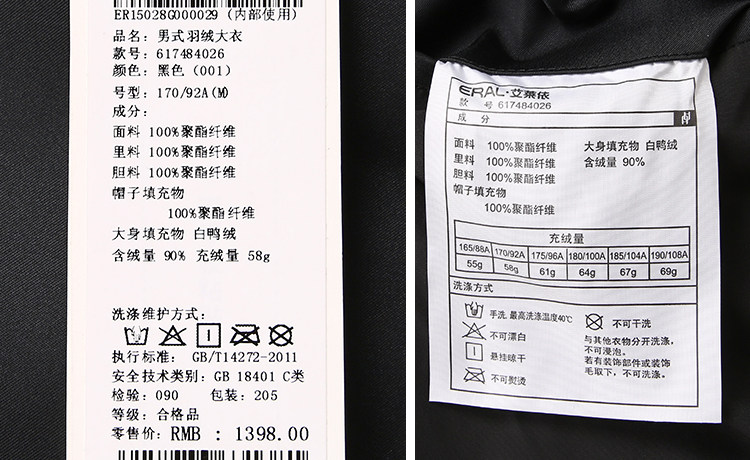 ER15028G000029 (内部使用)
品名: 男式羽绒大衣
款号: 617484026
颜色: 黑色 (001)
号型: 170/92A(M)
成分:
面料 100%聚酯纤维
里料 100%聚酯纤维
胆料 100%聚酯纤维
帽子填充物
100%聚酯纤维
大身填充物 白鸭绒
含绒量 90% 充绒量 58g
洗涤维护方式:
执行标准: GB/T14272-2011
安全技术类别: GB 18401 C类
检验: 090 包装: 205
等级: 合格品
零售价: RMB : 1398.00
ERAL·艾莱依
款 号 617484026
成 分
面料 100%聚酯纤维 大身填充物 白鸭绒
里料 100%聚酯纤维 含绒量 90%
胆料 100%聚酯纤维
帽子填充物
100%聚酯纤维
充绒量
165/88A 170/92A 175/96A 180/100A 185/104A 190/108A
55g 58g 61g 64g 67g 69g
洗涤方式
手洗, 最高洗涤温度40℃ 不可干洗
不可漂白
悬挂晾干
不可熨烫
与其他衣物分开洗涤,
不可浸泡。
若有装饰部件或装饰
毛取下, 不可洗涤.